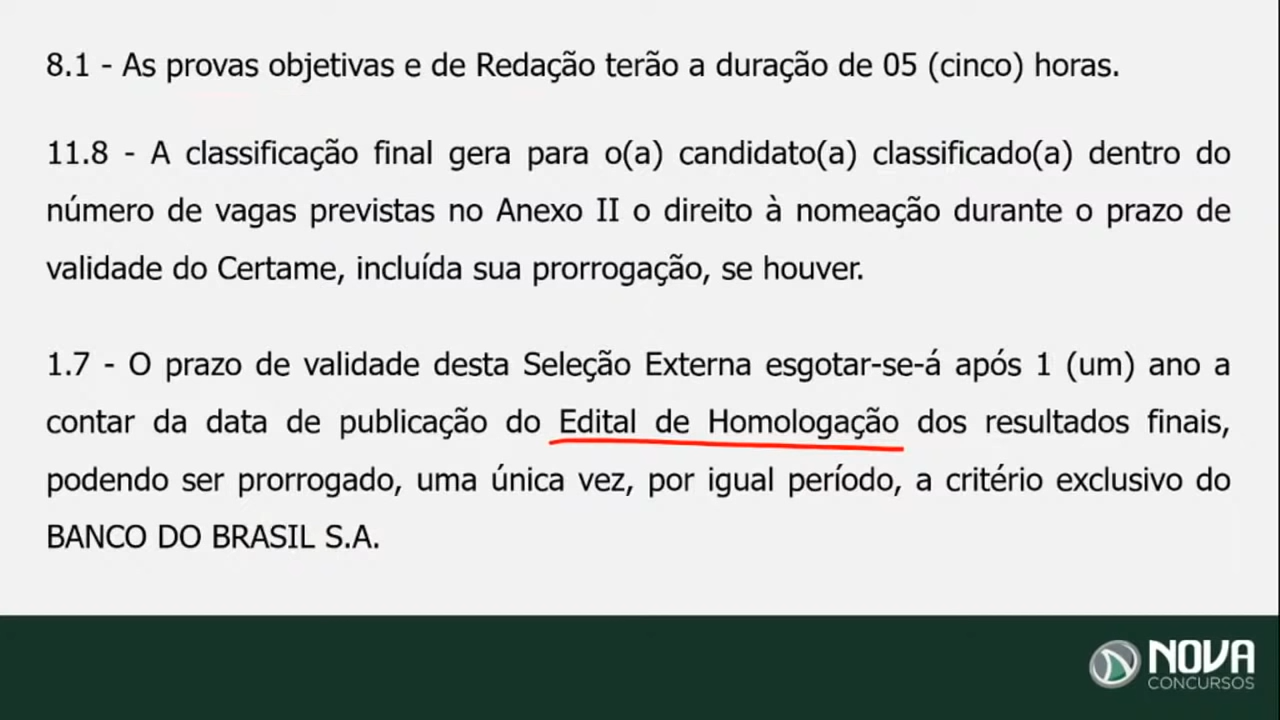 8.1 - As provas objetivas e de Redação terão a duração de 05 (cinco) horas.
11.8 - A classificação final gera para o(a) candidato(a) classificado(a) dentro do
número de vagas previstas no Anexo II o direito à nomeação durante o prazo de
validade do Certame, incluída sua prorrogação, se houver.
1.7 - O prazo de validade desta Seleção Externa esgotar-se-á após 1 (um) ano a
contar da data de publicação do Edital de Homologação dos resultados finais,
podendo ser prorrogado, uma única vez, por igual período, a critério exclusivo do
BANCO DO BRASIL S.A.
NOVA
CONCURSOS